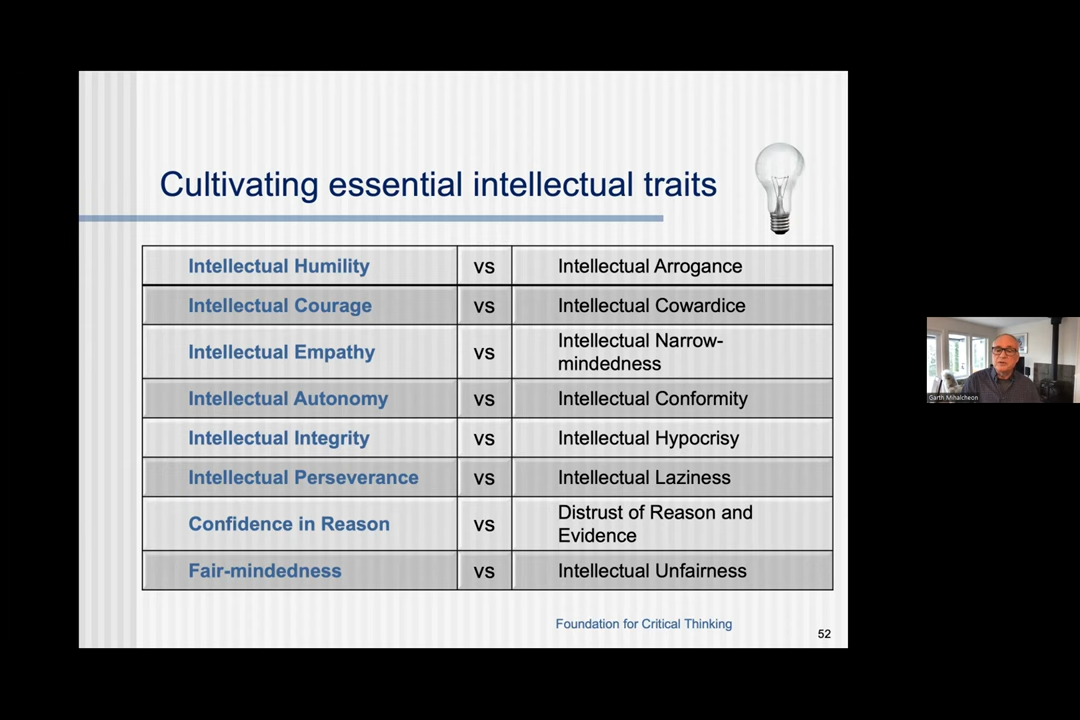 Cultivating essential intellectual traits
Intellectual Humility vs Intellectual Arrogance
Intellectual Courage vs Intellectual Cowardice
Intellectual Empathy vs Intellectual Narrow-
mindedness
Intellectual Autonomy vs Intellectual Conformity
Intellectual Integrity vs Intellectual Hypocrisy
Intellectual Perseverance vs Intellectual Laziness
Confidence in Reason vs Distrust of Reason and
Evidence
Fair-mindedness vs Intellectual Unfairness
Foundation for Critical Thinking
52
Garth Mihalcheon